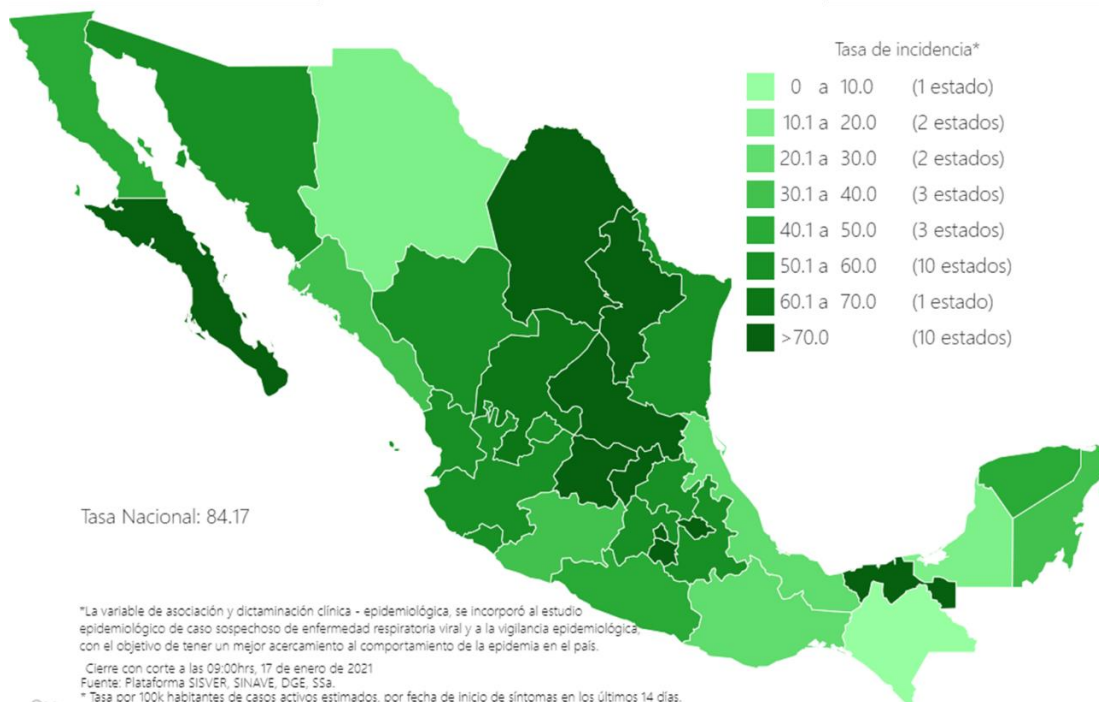 Tasa de incidencia*
0 a 10.0 (1 estado)
10.1 a 20.0 (2 estados)
20.1 a 30.0 (2 estados)
30.1 a 40.0 (3 estados)
40.1 a 50.0 (3 estados)
50.1 a 60.0 (10 estados)
60.1 a 70.0 (1 estado)
>70.0 (10 estados)
Tasa Nacional: 84.17
*La variable de asociación y dictaminación clínica - epidemiológica, se incorporó al estudio
epidemiológico de caso sospechoso de enfermedad respiratoria viral y a la vigilancia epidemiológica,
con el objetivo de tener un mejor acercamiento al comportamiento de la epidemia en el país.
Cierre con corte a las 09:00hrs, 17 de enero de 2021
Fuente: Plataforma SISVER, SINAVE, DGE, SSa.
* Tasa por 100k habitantes de casos activos estimados, por fecha de inicio de síntomas en los últimos 14 días.